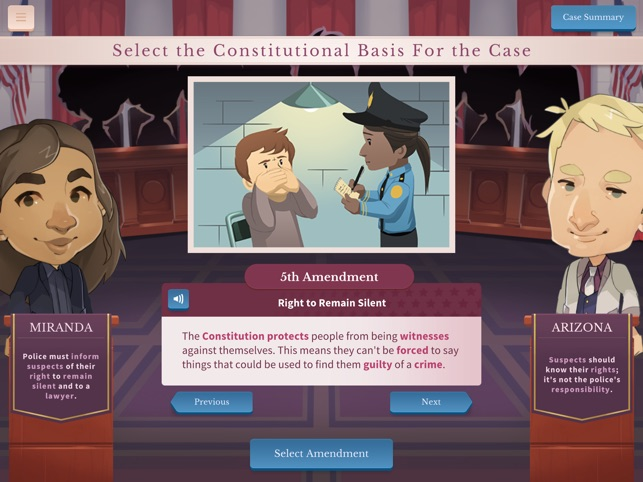 Case Summary
Select the Constitutional Basis For the Case
5th Amendment
Right to Remain Silent
The Constitution protects people from being witnesses
against themselves. This means they can't be forced to say
things that could be used to find them guilty of a crime.
MIRANDA
Police must inform
suspects of their
right to remain
silent and to a
lawyer.
ARIZONA
Suspects should
know their rights;
it's not the police's
responsibility.
Previous
Next
Select Amendment